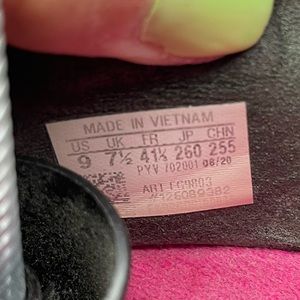 MADE IN VIETNAM
US UK FR JP CHN
9 7½ 41⅓ 260 255
PYV 702001 08/20
ART FG9803